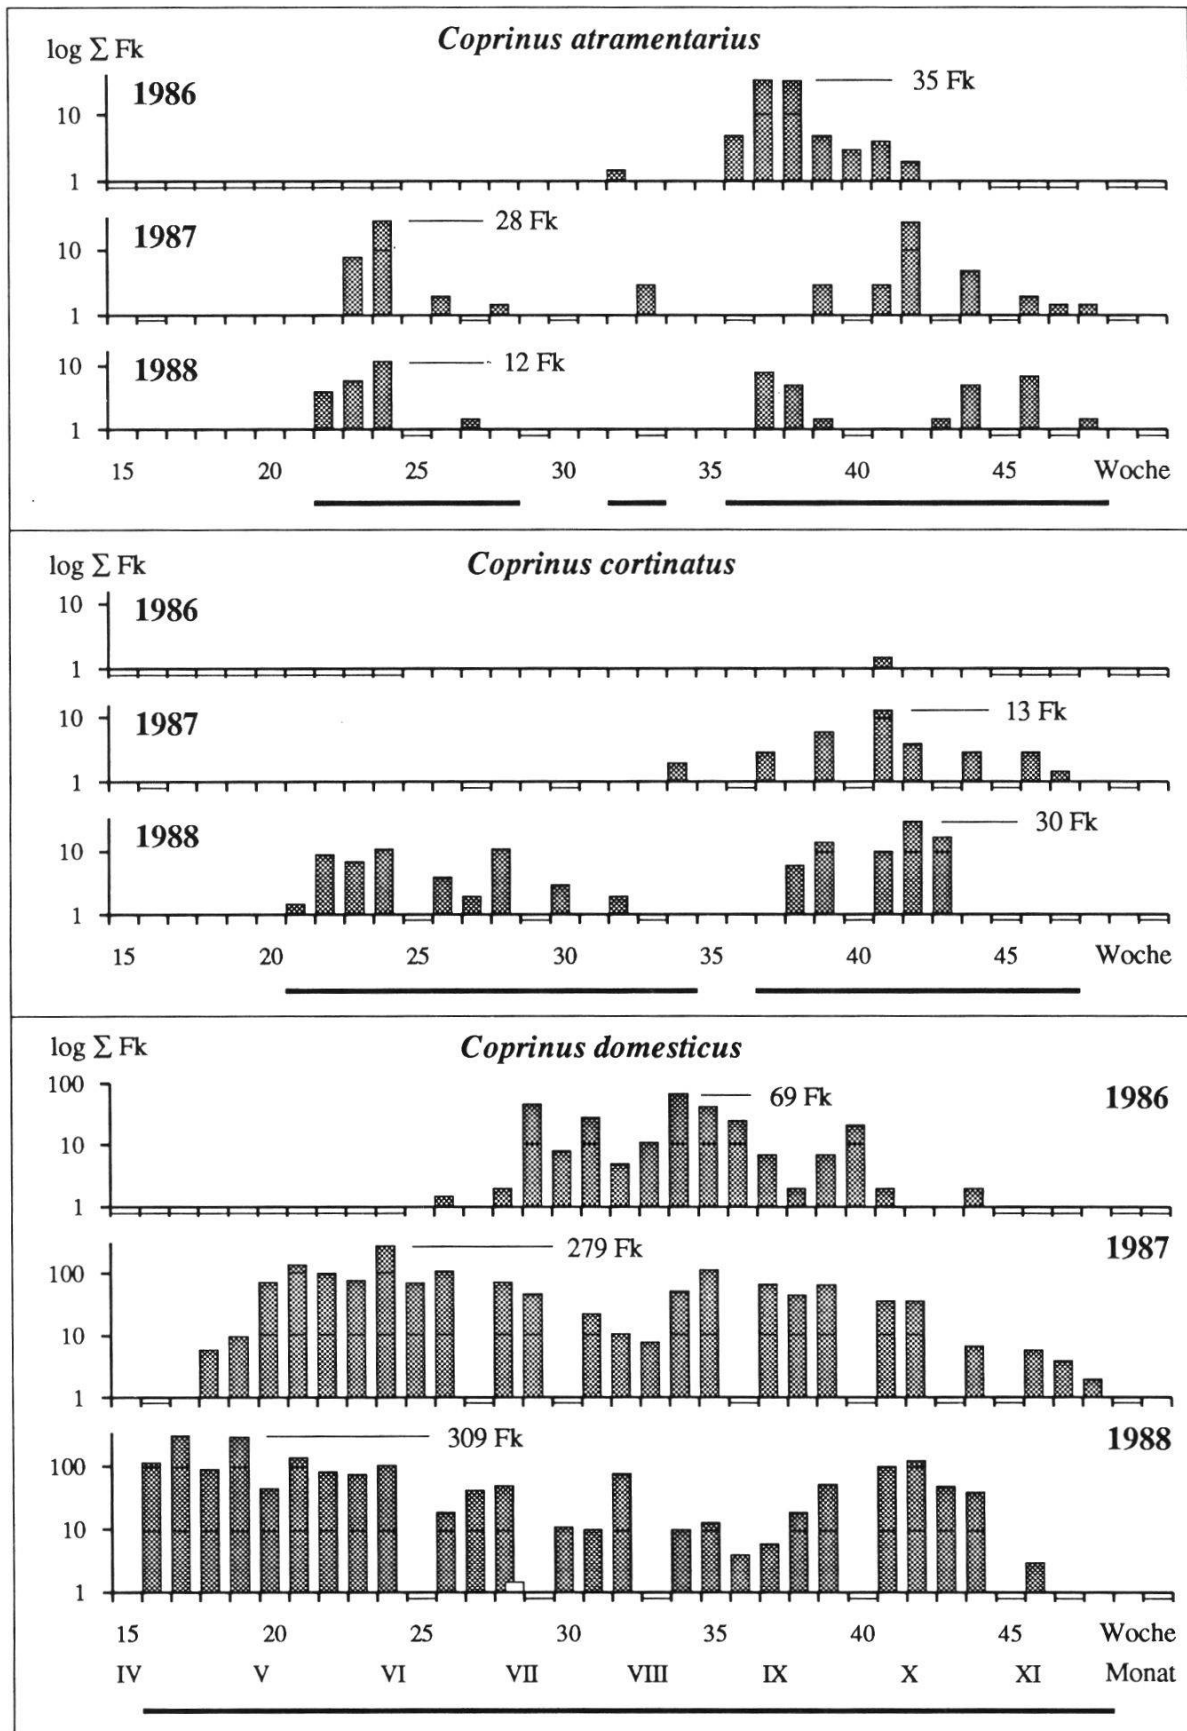 Coprinus atramentarius
log Σ Fk
1986
35 Fk
10
1
1987
28 Fk
10
1
1988
12 Fk
10
1
15 20 25 30 35 40 45 Woche
Coprinus cortinatus
log Σ Fk
1986
10
1
1987
13 Fk
10
1
1988
30 Fk
10
1
15 20 25 30 35 40 45 Woche
Coprinus domesticus
log Σ Fk
100
69 Fk
1986
10
1
279 Fk
1987
100
10
1
309 Fk
1988
100
10
1
15 20 25 30 35 40 45 Woche
IV V VI VII VIII IX X XI Monat